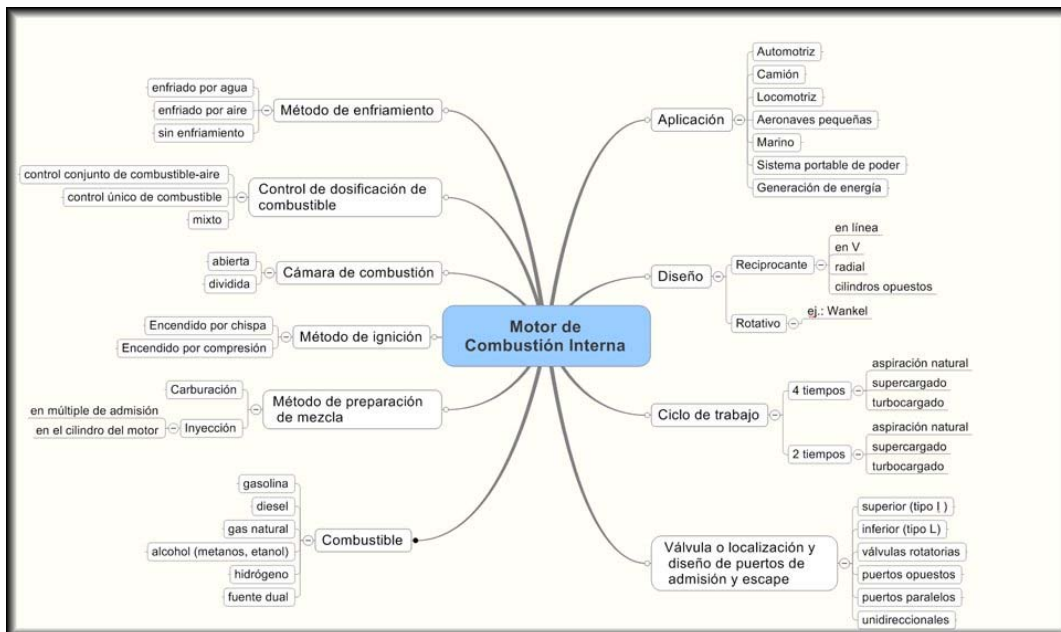 Motor de
Combustión Interna
Método de enfriamiento
enfriado por agua
enfriado por aire
sin enfriamiento
Control de dosificación de
combustible
control conjunto de combustible-aire
control único de combustible
mixto
Cámara de combustión
abierta
dividida
Método de ignición
Encendido por chispa
Encendido por compresión
Método de preparación
de mezcla
Carburación
Inyección
en múltiple de admisión
en el cilindro del motor
Combustible
gasolina
diesel
gas natural
alcohol (metanos, etanol)
hidrógeno
fuente dual
Aplicación
Automotriz
Camión
Locomotriz
Aeronaves pequeñas
Marino
Sistema portable de poder
Generación de energía
Diseño
Reciprocante
en línea
en V
radial
cilindros opuestos
Rotativo
ej.: Wankel
Ciclo de trabajo
4 tiempos
aspiración natural
supercargado
turbocargado
2 tiempos
aspiración natural
supercargado
turbocargado
Válvula o localización y
diseño de puertos de
admisión y escape
superior (tipo I )
inferior (tipo L)
válvulas rotatorias
puertos opuestos
puertos paralelos
unidireccionales